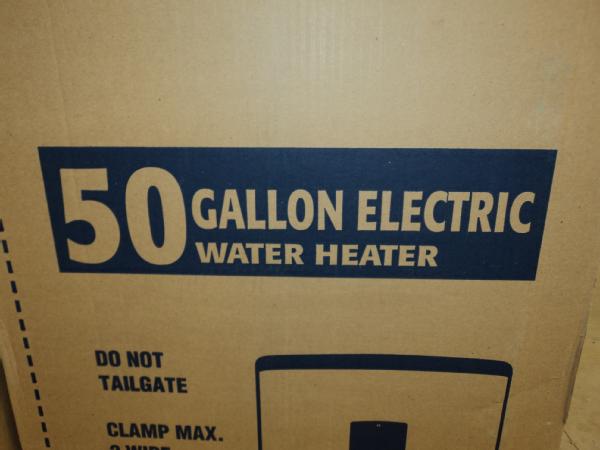 50 GALLON ELECTRIC
WATER HEATER
DO NOT
TAILGATE
CLAMP MAX.